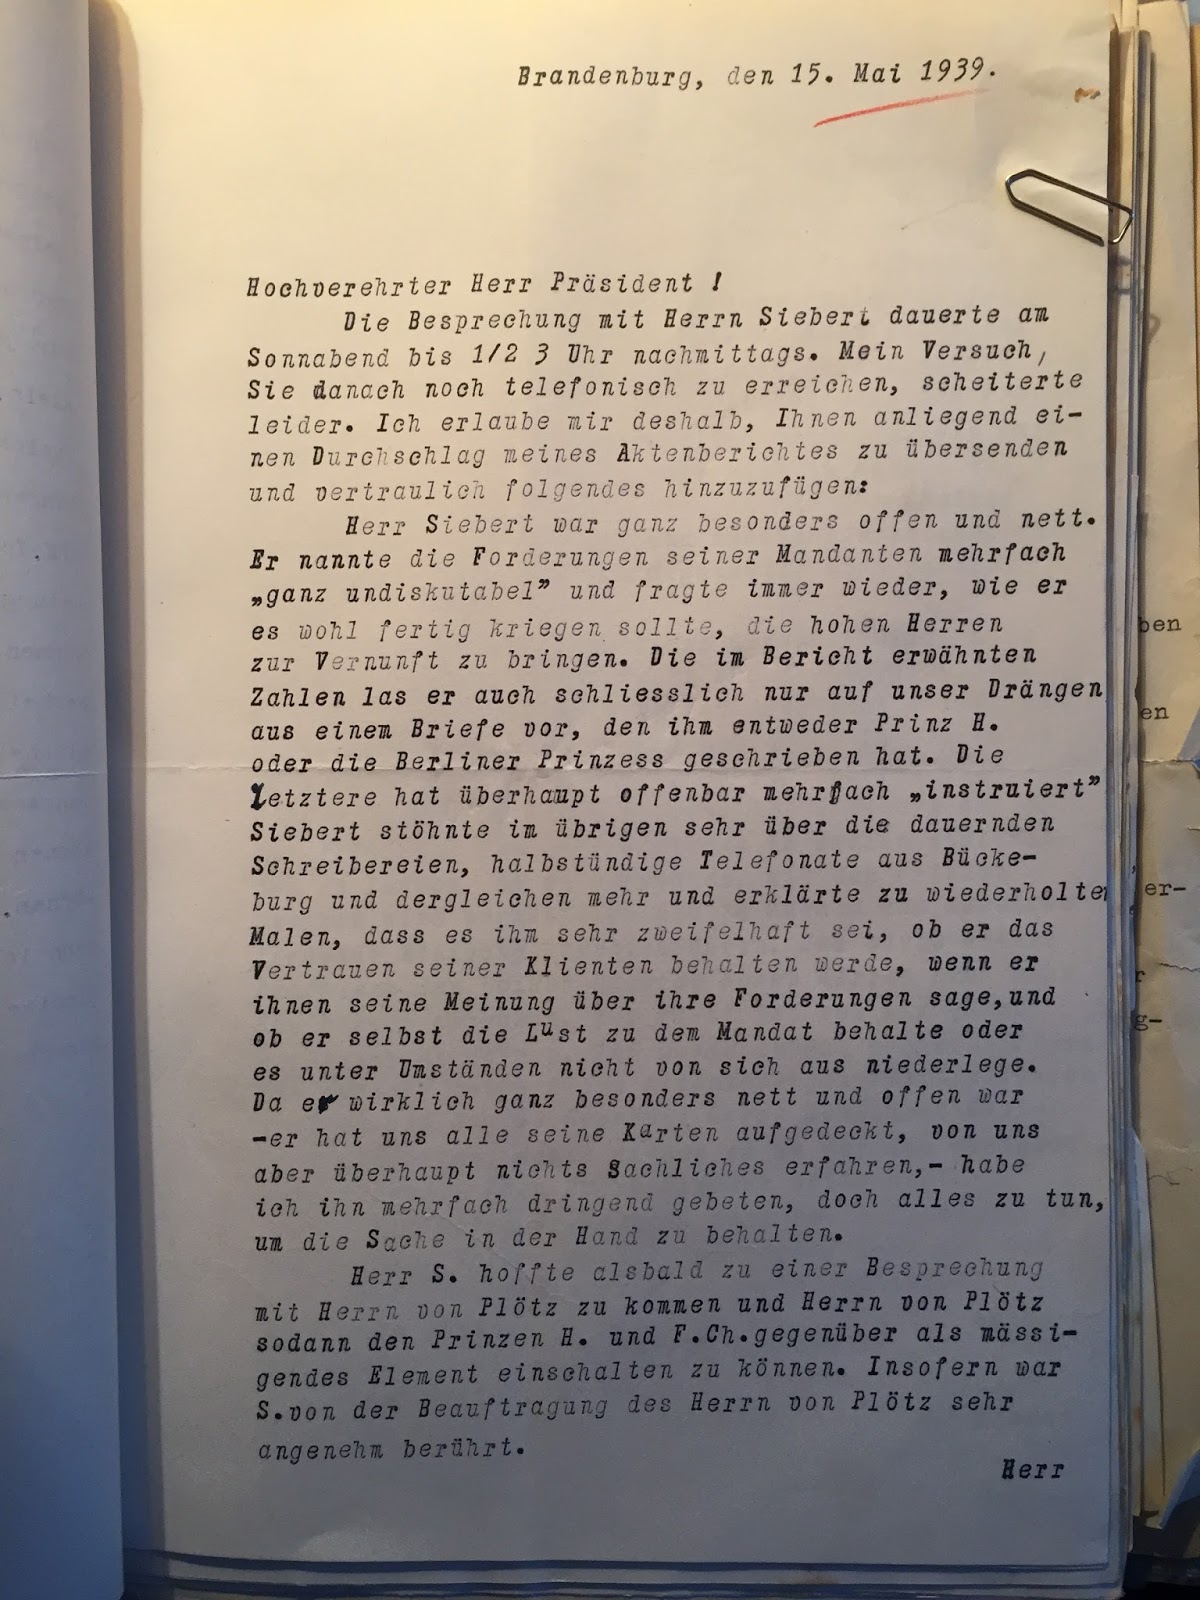 Brandenburg, den 15. Mai 1939.
Hochverehrter Herr Präsident !
Die Besprechung mit Herrn Siebert dauerte am
Sonnabend bis 1/2 3 Uhr nachmittags. Mein Versuch,
Sie danach noch telefonisch zu erreichen, scheiterte
leider. Ich erlaube mir deshalb, Ihnen anliegend ei-
nen Durchschlag meines Aktenberichtes zu übersenden
und vertraulich folgendes hinzuzufügen:
Herr Siebert war ganz besonders offen und nett.
Er nannte die Forderungen seiner Mandanten mehrfach
„ganz undiskutabel” und fragte immer wieder, wie er
es wohl fertig kriegen sollte, die hohen Herren
zur Vernunft zu bringen. Die im Bericht erwähnten
Zahlen las er auch schliesslich nur auf unser Drängen
aus einem Briefe vor, den ihm entweder Prinz H.
oder die Berliner Prinzess geschrieben hat. Die
Letztere hat überhaupt offenbar mehrfach „instruiert”
Siebert stöhnte im übrigen sehr über die dauernden
Schreibereien, halbstündige Telefonate aus Bücke-
burg und dergleichen mehr und erklärte zu wiederholten
Malen, dass es ihm sehr zweifelhaft sei, ob er das
Vertrauen seiner Klienten behalten werde, wenn er
ihnen seine Meinung über ihre Forderungen sage,und
ob er selbst die Lust zu dem Mandat behalte oder
es unter Umständen nicht von sich aus niederlege.
Da er wirklich ganz besonders nett und offen war
-er hat uns alle seine Karten aufgedeckt, von uns
aber überhaupt nichts Sachliches erfahren,- habe
ich ihn mehrfach dringend gebeten, doch alles zu tun,
um die Sache in der Hand zu behalten.
Herr S. hoffte alsbald zu einer Besprechung
mit Herrn von Plötz zu kommen und Herrn von Plötz
sodann den Prinzen H. und F.Ch.gegenüber als mässi-
gendes Element einschalten zu können. Insofern war
S.von der Beauftragung des Herrn von Plötz sehr
angenehm berührt.
Herr